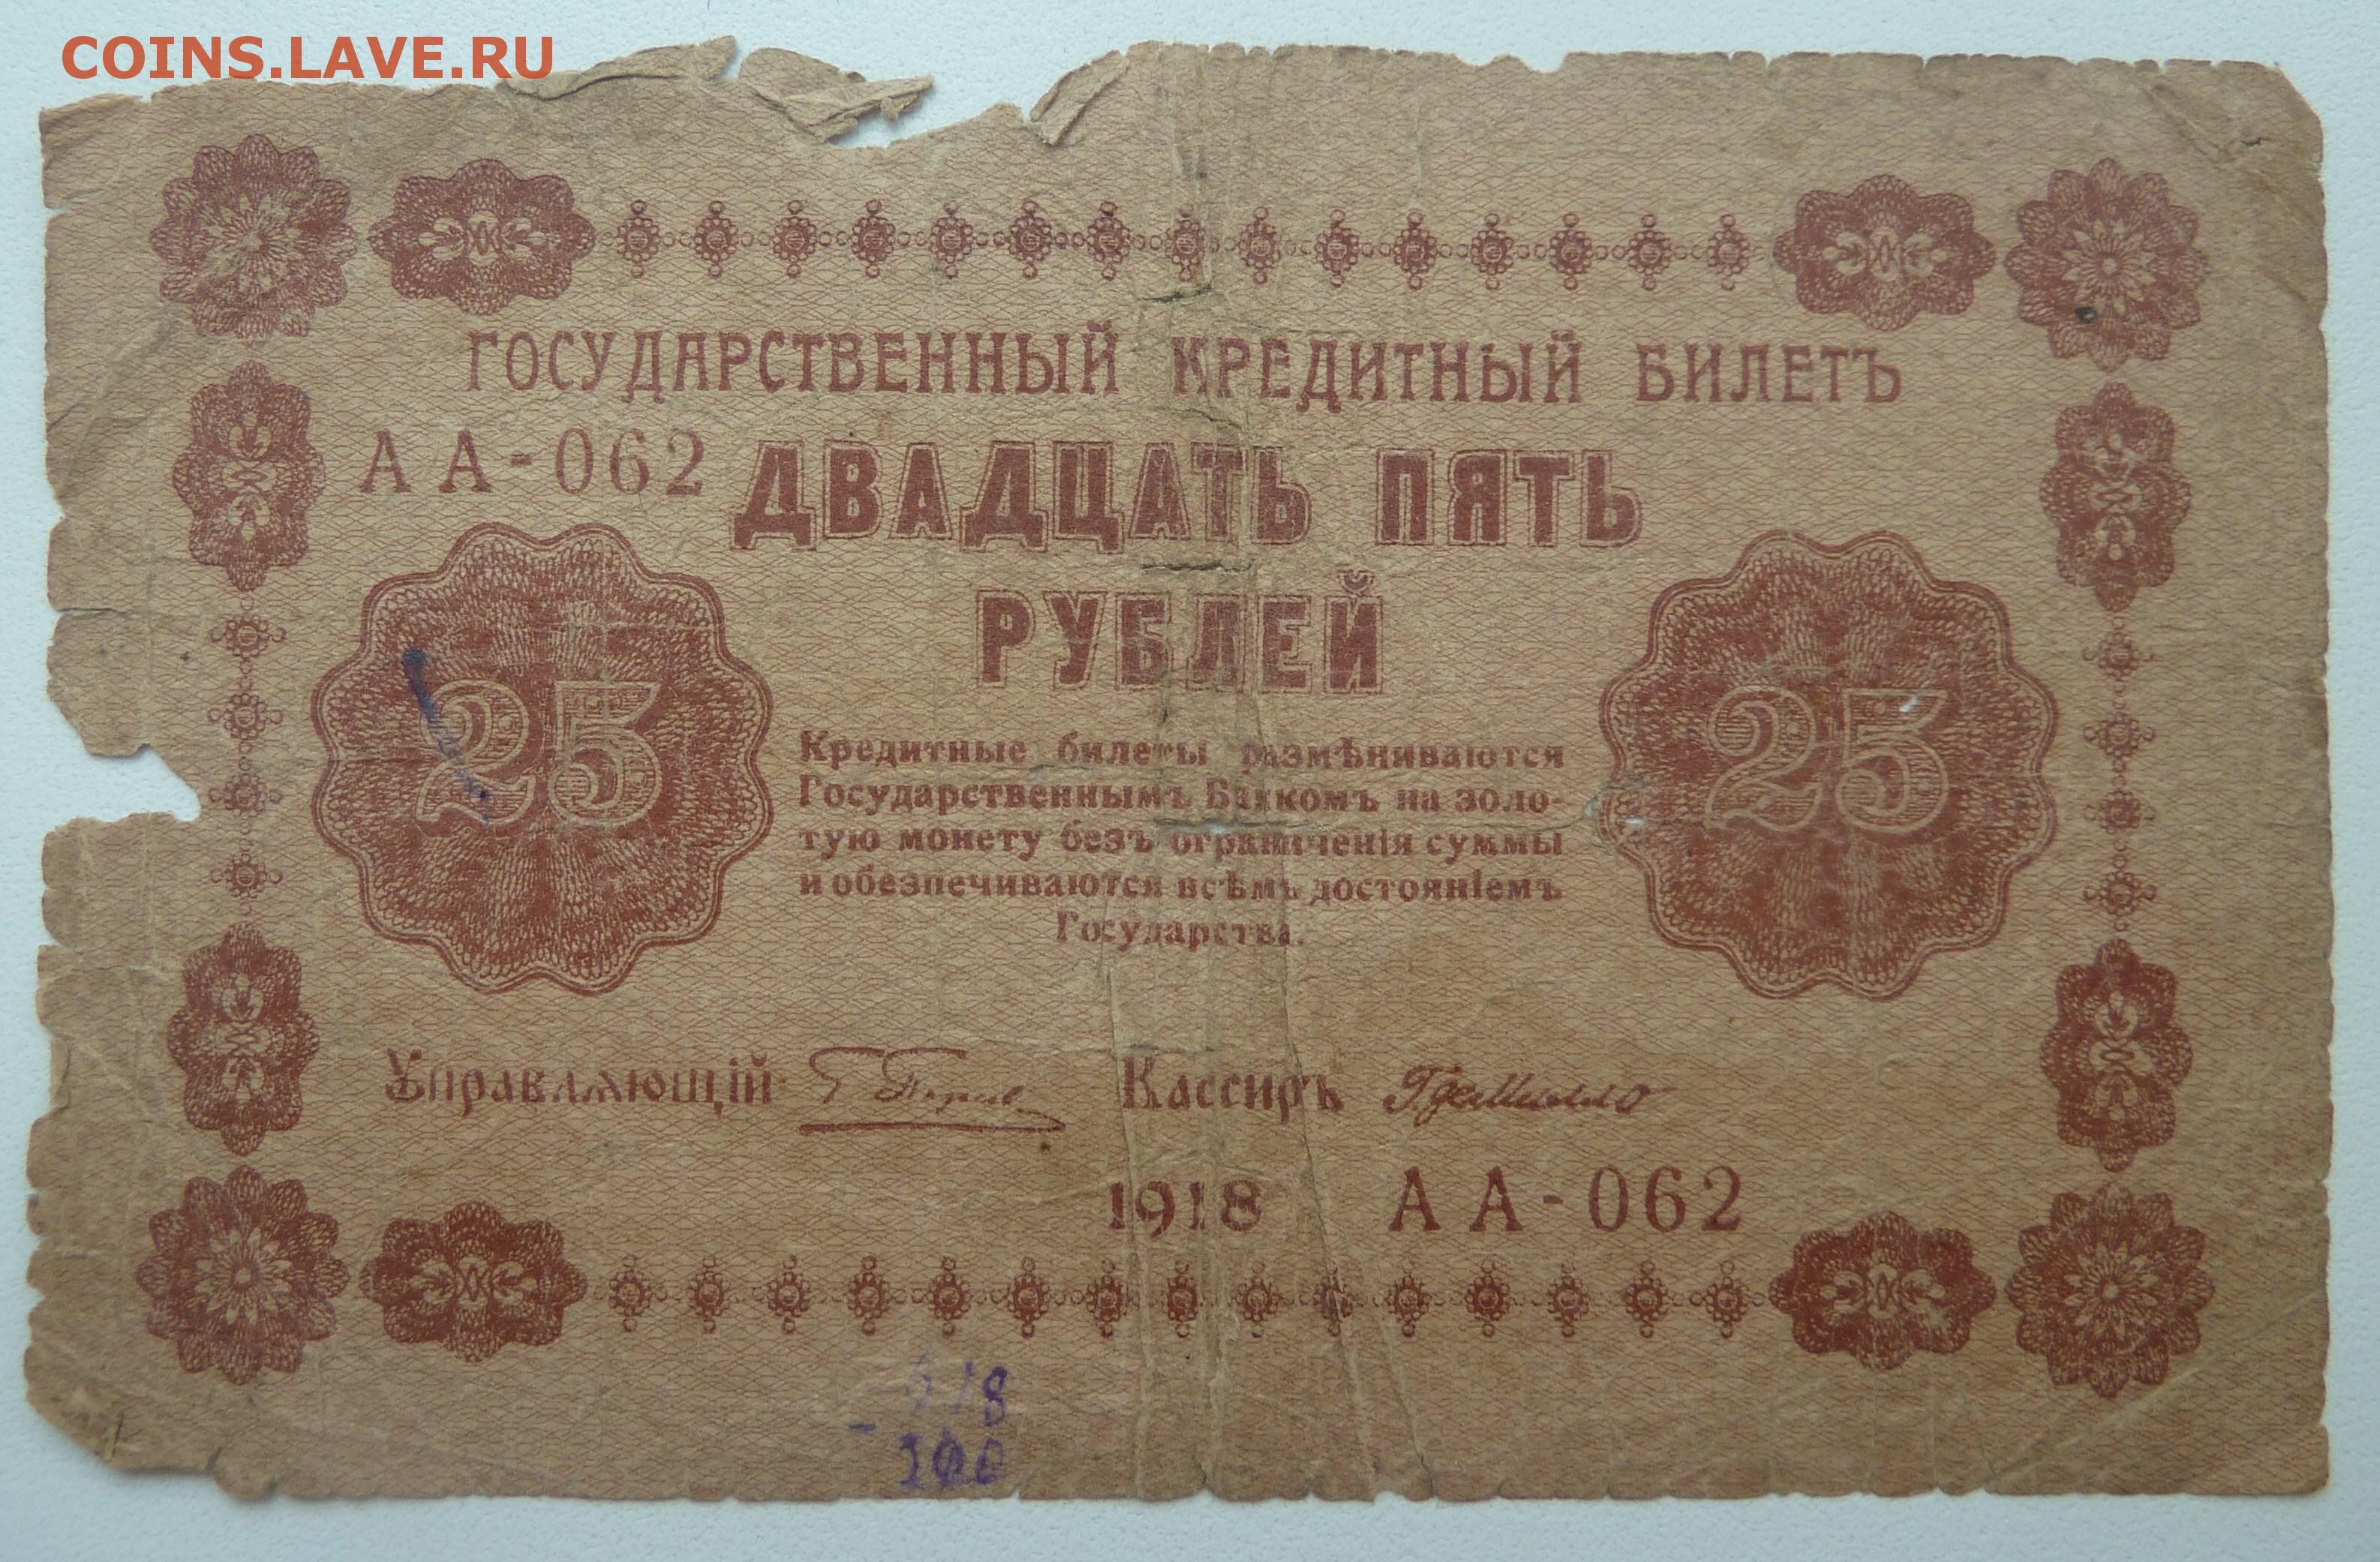 COINS.LAVE.RU
ГОСУДАРСТВЕННЫЙ КРЕДИТНЫЙ БИЛЕТЪ
АА-062 ДВАДЦАТЬ ПЯТЬ
РУБЛЕЙ
25
25
Кредитные билеты размѣниваются
Государственнымъ Банкомъ на золо-
тую монету безъ ограниченія суммы
и обезпечиваются всѣмъ достояніемъ
Государства.
Управляющій Кассиръ
1918 АА-062